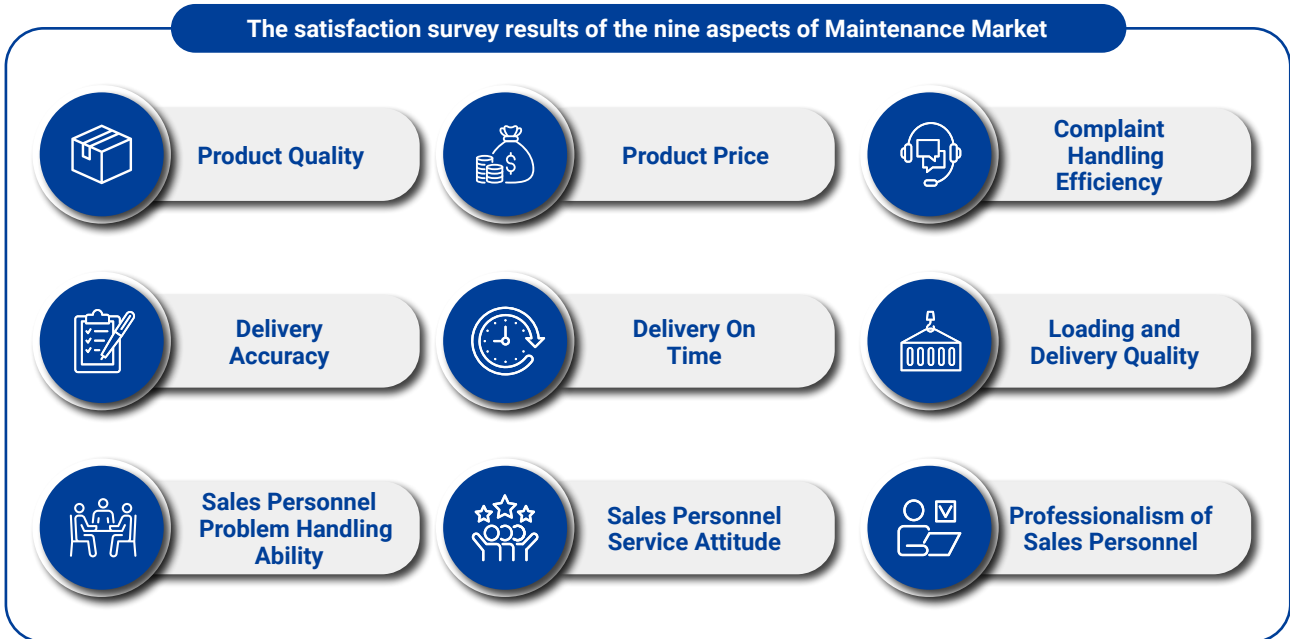 The satisfaction survey results of the nine aspects of Maintenance Market
Product Quality
Product Price
Complaint
Handling
Efficiency
Delivery
Accuracy
Delivery On
Time
Loading and
Delivery Quality
Sales Personnel
Problem Handling
Ability
Sales Personnel
Service Attitude
Professionalism of
Sales Personnel